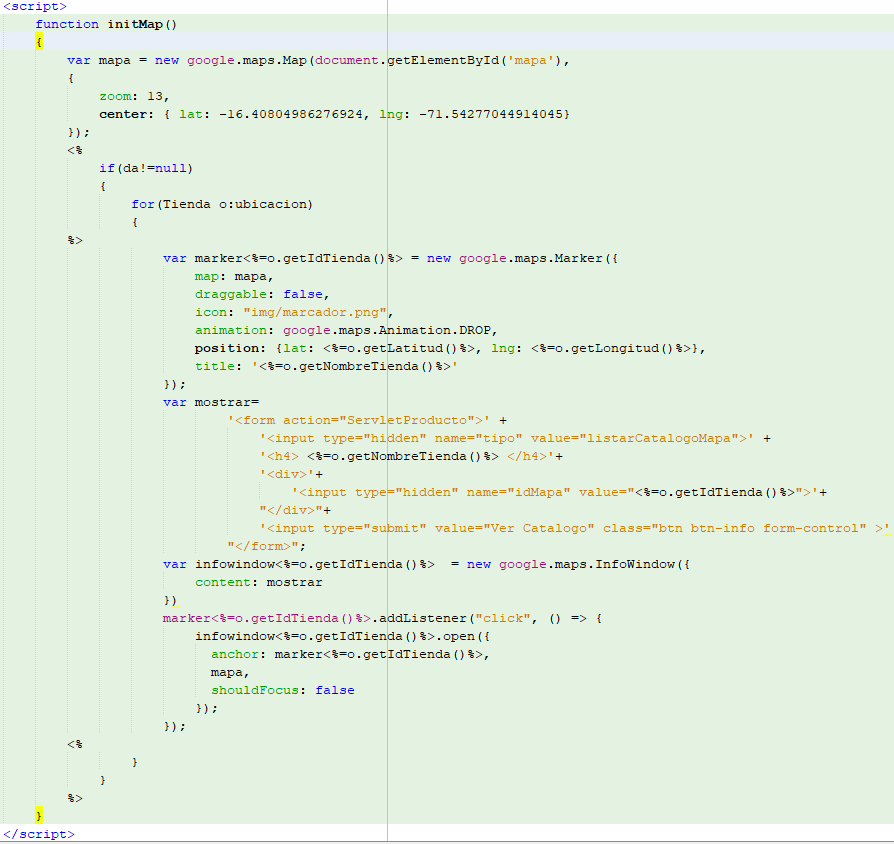 <script>
function initMap()
{
var mapa = new google.maps.Map(document.getElementById('mapa'),
{
zoom: 13,
center: { lat: -16.40804986276924, lng: -71.54277044914045}
});
<%
if(da!=null)
{
for(Tienda o:ubicacion)
{
%>
var marker<%=o.getIdTienda()%> = new google.maps.Marker({
map: mapa,
draggable: false,
icon: "img/marcador.png",
animation: google.maps.Animation.DROP,
position: {lat: <%=o.getLatitud()%>, lng: <%=o.getLongitud()%>},
title: '<%=o.getNombreTienda()%>'
});
var mostrar=
'<form action="ServletProducto">' +
'<input type="hidden" name="tipo" value="listarCatalogoMapa">' +
'<h4> <%=o.getNombreTienda()%> </h4>'+
'<div>'+
'<input type="hidden" name="idMapa" value="<%=o.getIdTienda()%>">'+
"</div>"+
'<input type="submit" value="Ver Catalogo" class="btn btn-info form-control" >'
"</form>";
var infowindow<%=o.getIdTienda()%>  = new google.maps.InfoWindow({
content: mostrar
})
marker<%=o.getIdTienda()%>.addListener("click", () => {
infowindow<%=o.getIdTienda()%>.open({
anchor: marker<%=o.getIdTienda()%>,
mapa,
shouldFocus: false
});
});
<%
}
}
%>
}
</script>